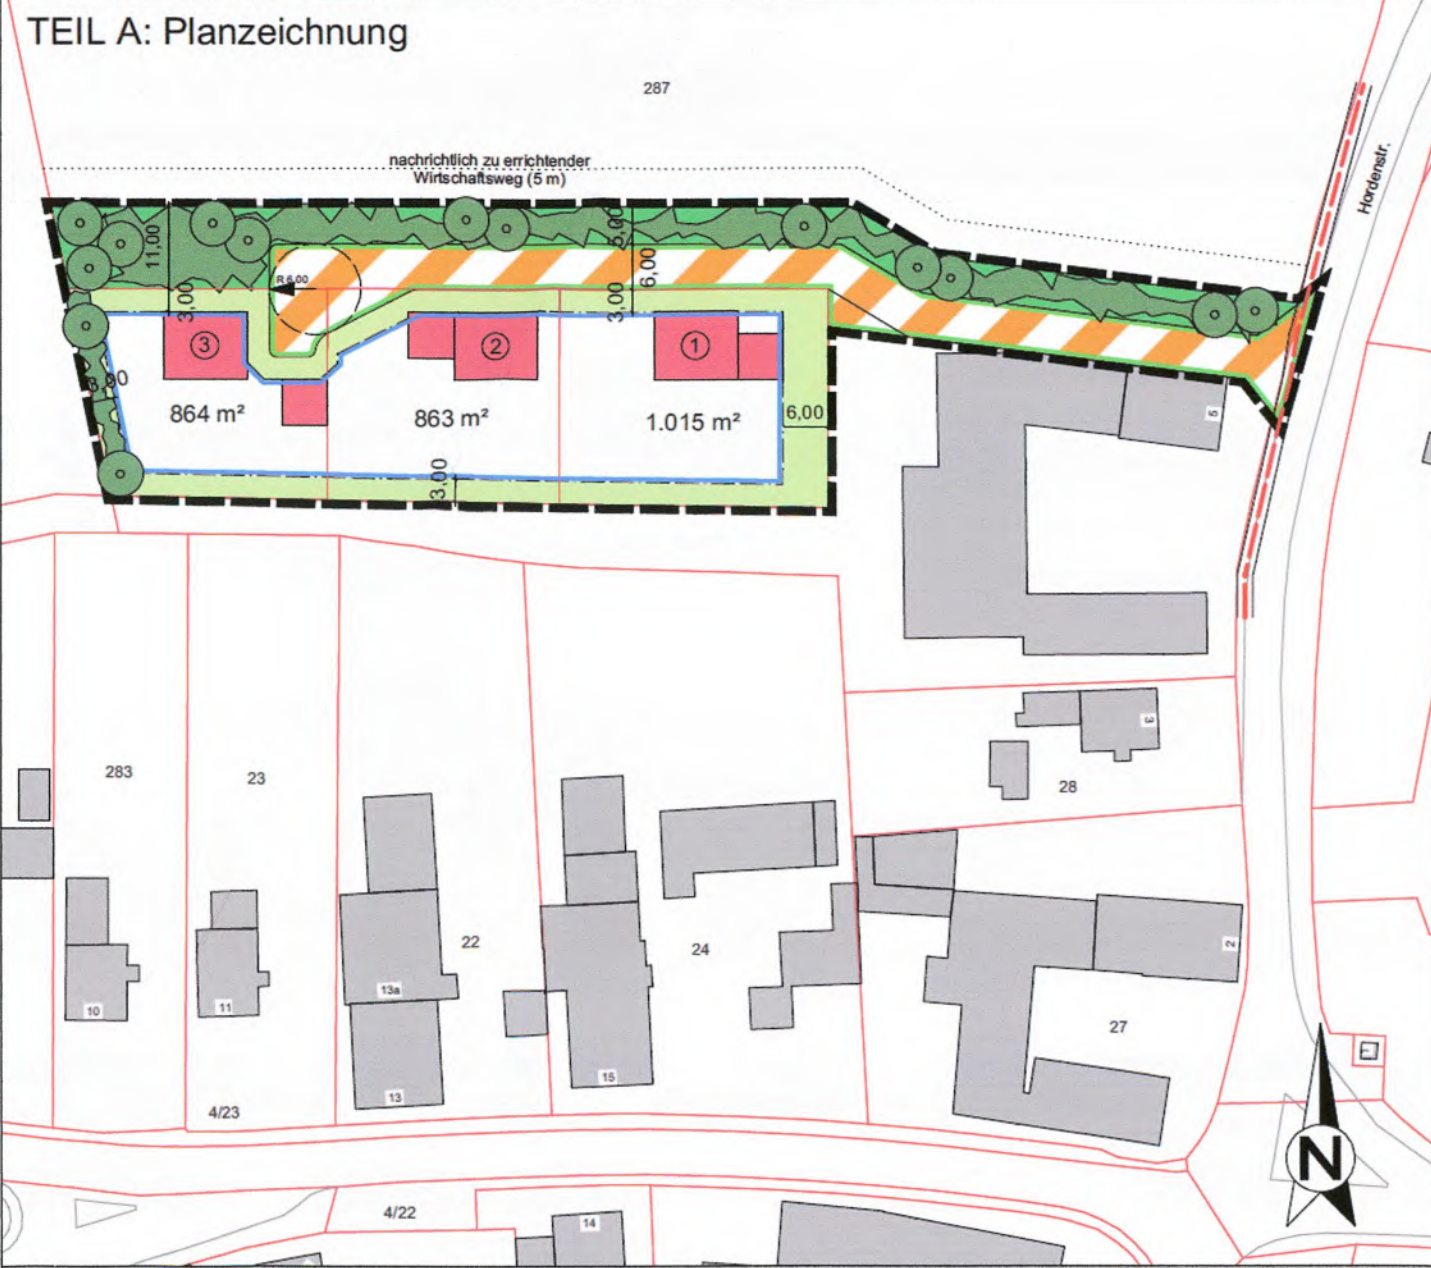 TEIL A: Planzeichnung
287
nachrichtlich zu errichtender
Wirtschaftsweg (5 m)
Hordenstr.
11,00
5,00
6,00
R 6,00
3,00
3,00
3
2
1
3,00
864 m²
863 m²
1.015 m²
6,00
5
3,00
3
283
23
28
22
24
2
10
11
13a
27
15
13
4/23
N
4/22
14